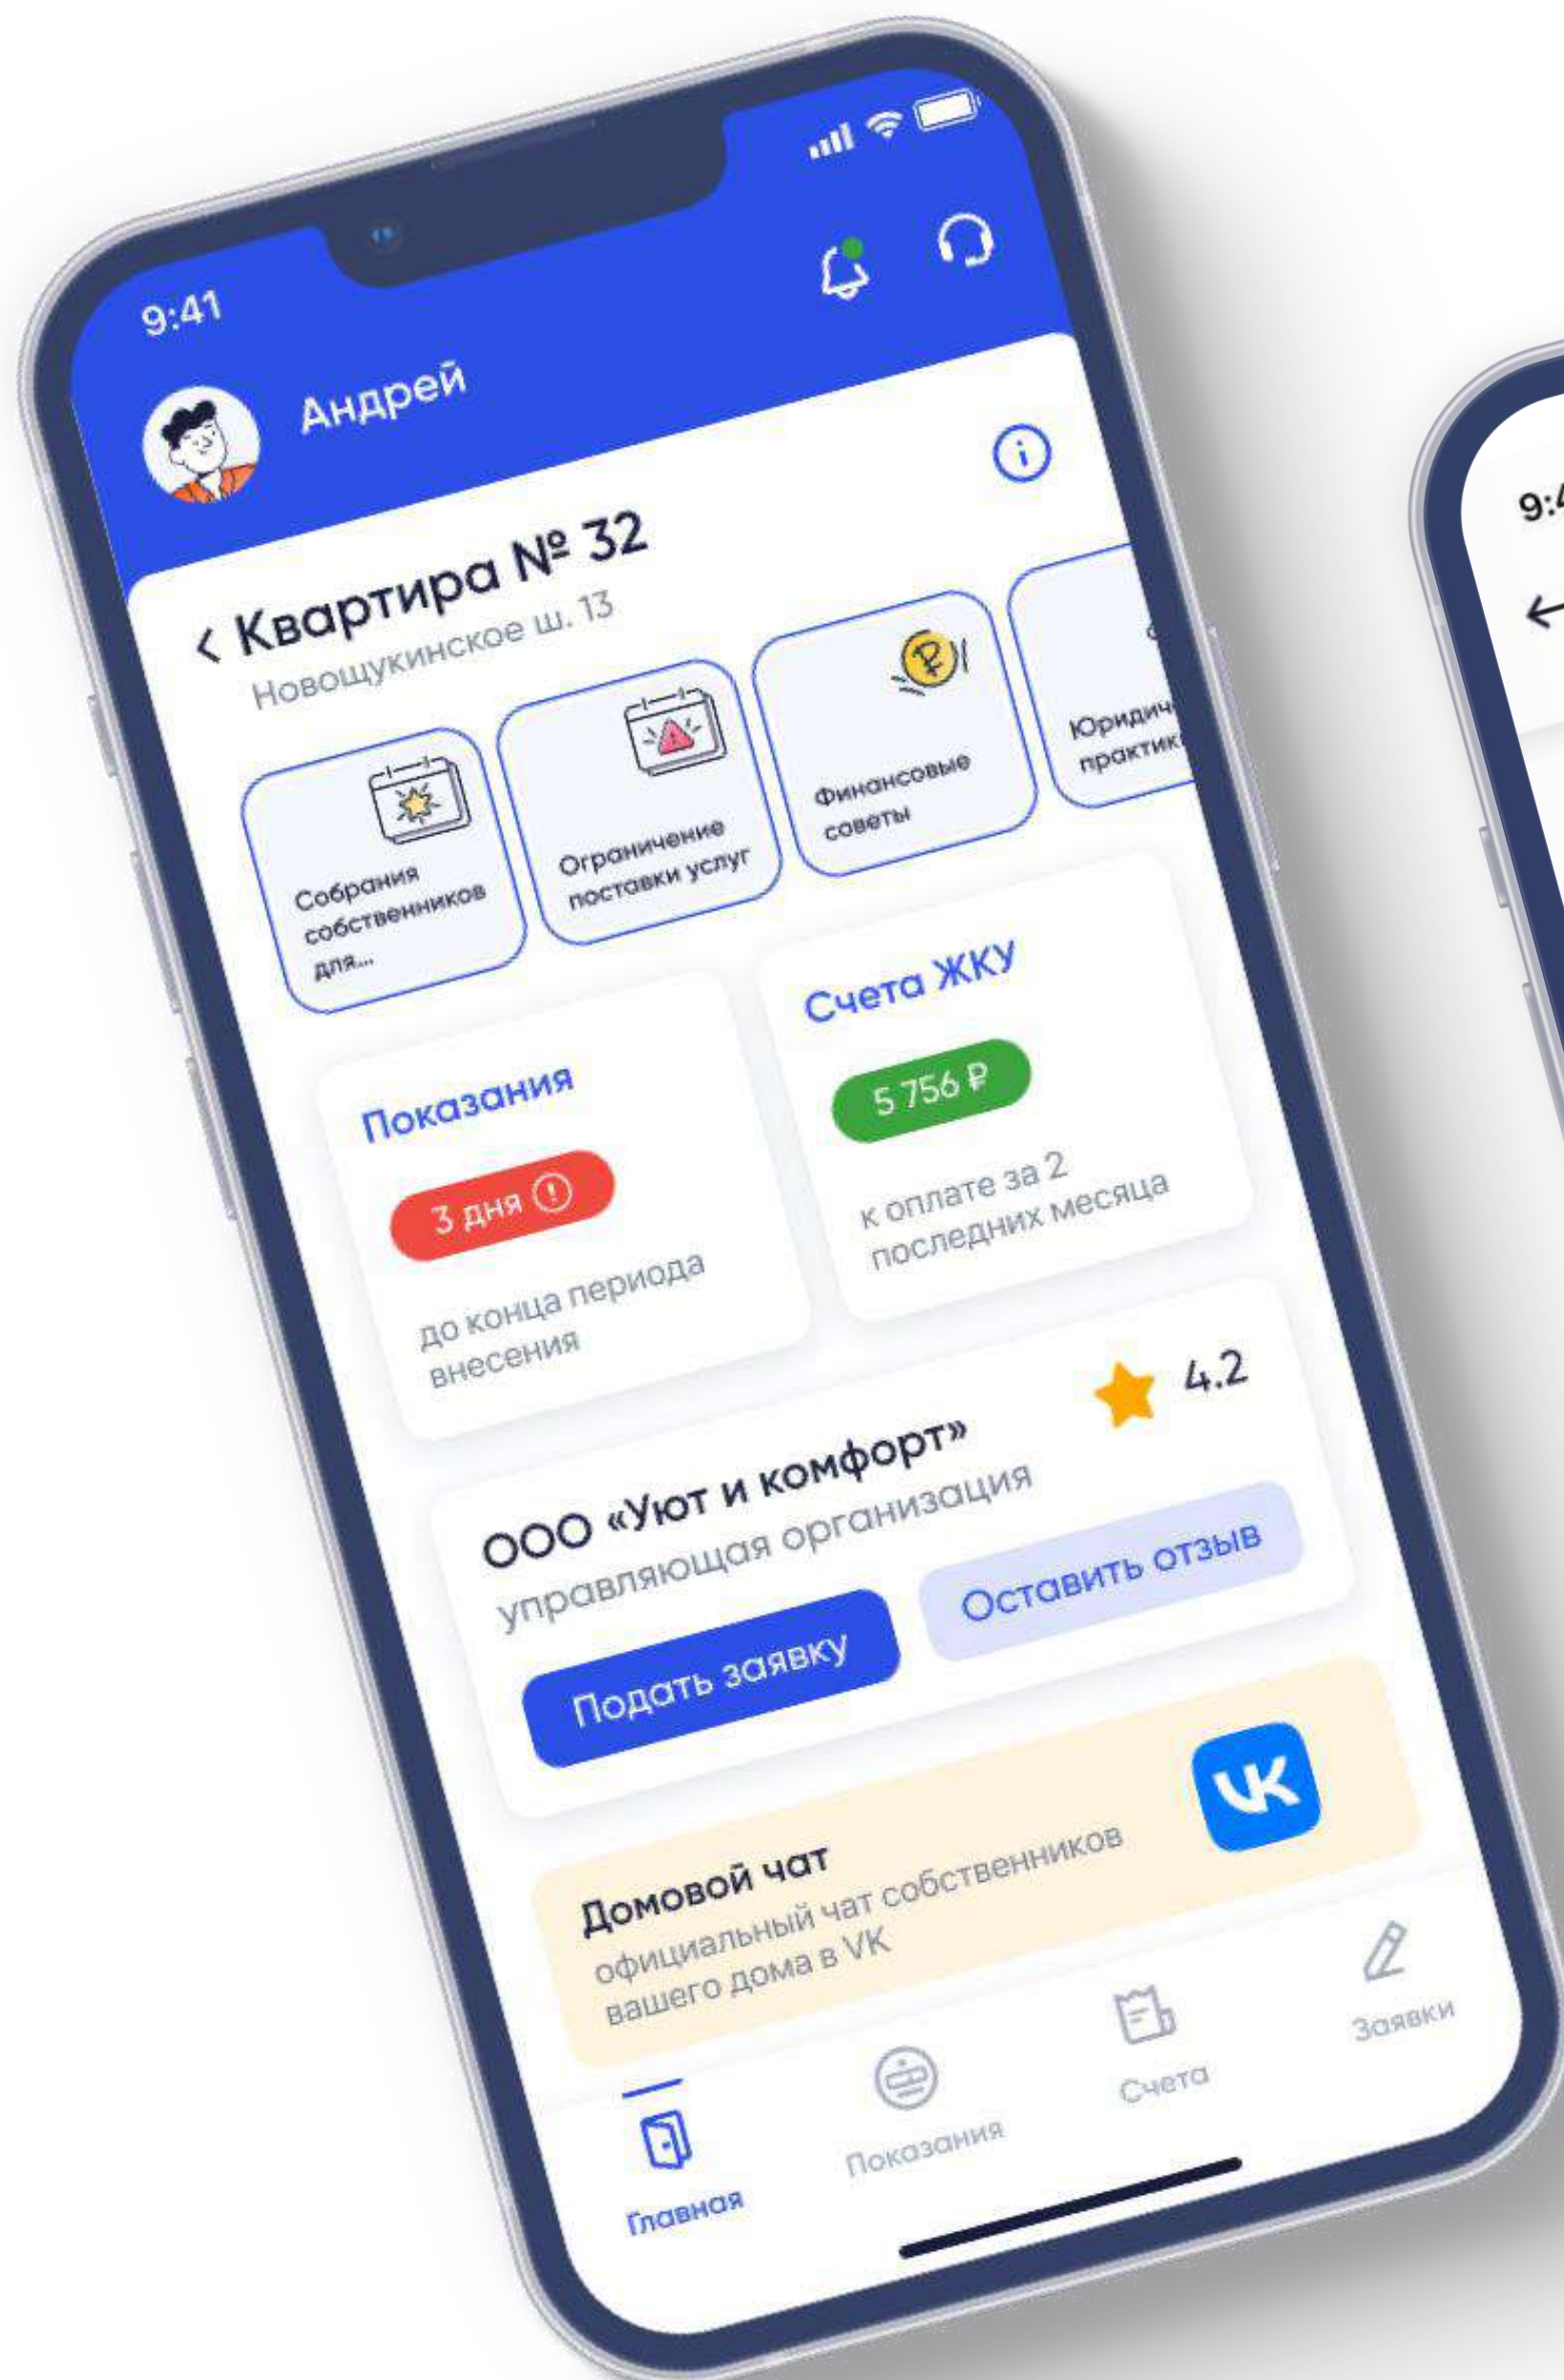 9:41
Андрей
Квартира № 32
Новощукинское ш. 13
Собрания
собственников
для...
Ограничение
поставки услуг
Финансовые
советы
Показания
3 дня
до конца периода
внесения
Счета ЖКУ
5 756 ₽
к оплате за 2
последних месяца
ООО «Уют и комфорт»
4.2
управляющая организация
Подать заявку
Оставить отзыв
Домовой чат
официальный чат собственников
вашего дома в VK
VK
Главная
Показания
Счета
Заявки